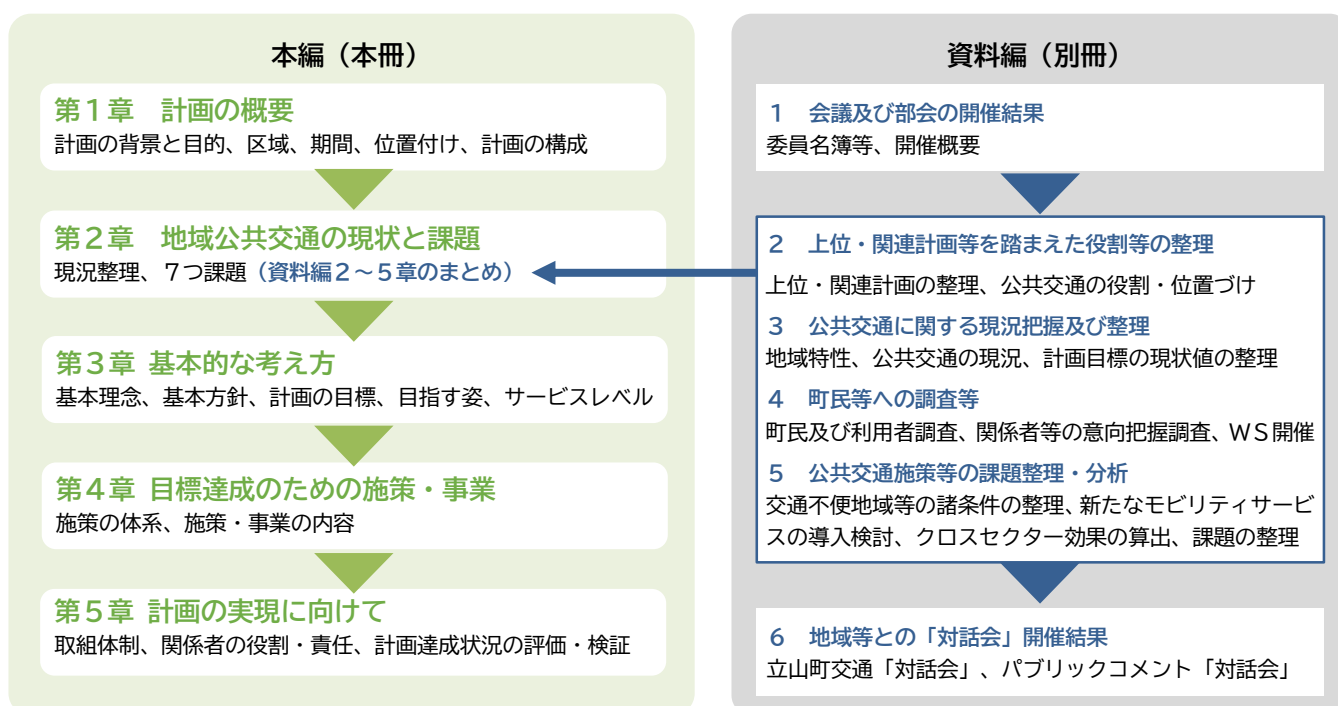 本編（本冊）
第１章　計画の概要
計画の背景と目的、区域、期間、位置付け、計画の構成
第２章　地域公共交通の現状と課題
現況整理、７つ課題（資料編２～５章のまとめ）
第３章 基本的な考え方
基本理念、基本方針、計画の目標、目指す姿、サービスレベル
第４章 目標達成のための施策・事業
施策の体系、施策・事業の内容
第５章 計画の実現に向けて
取組体制、関係者の役割・責任、計画達成状況の評価・検証
資料編（別冊）
１　会議及び部会の開催結果
委員名簿等、開催概要
２　上位・関連計画等を踏まえた役割等の整理
上位・関連計画の整理、公共交通の役割・位置づけ
３　公共交通に関する現況把握及び整理
地域特性、公共交通の現況、計画目標の現状値の整理
４　町民等への調査等
町民及び利用者調査、関係者等の意向把握調査、ＷＳ開催
５　公共交通施策等の課題整理・分析
交通不便地域等の諸条件の整理、新たなモビリティサービ
スの導入検討、クロスセクター効果の算出、課題の整理
６　地域等との「対話会」開催結果
立山町交通「対話会」、パブリックコメント「対話会」